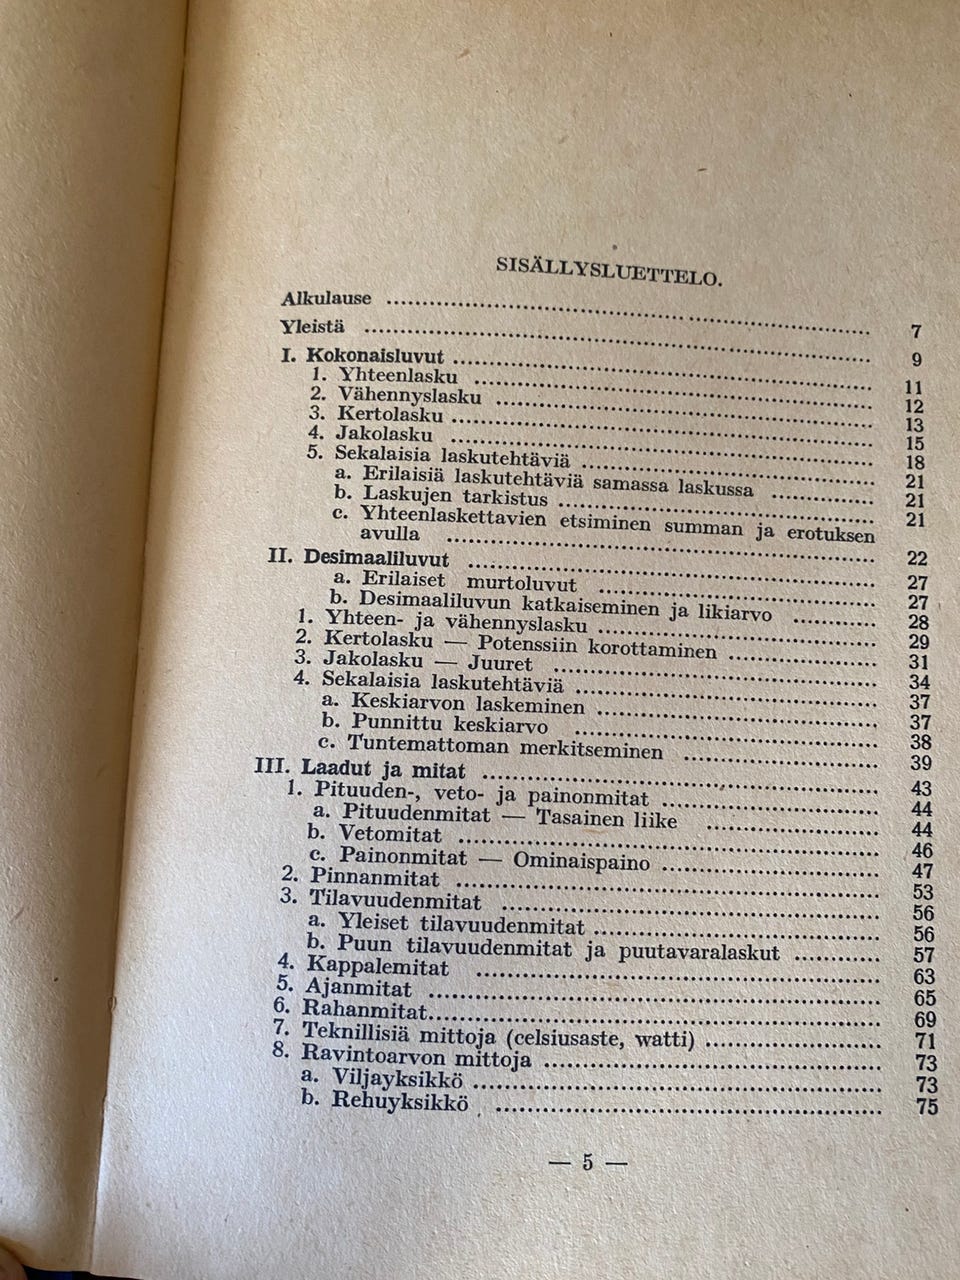 SISÄLLYSLUETTELO.
Alkulause ........................ 7
Yleistä ........................ 9
I. Kokonaisluvut ........................ 11
1. Yhteenlasku ........................ 12
2. Vähennyslasku ........................ 13
3. Kertolasku ........................ 15
4. Jakolasku ........................ 18
5. Sekalaisia laskutehtäviä ........................ 21
a. Erilaisiä laskutehtäviä samassa laskussa ............ 21
b. Laskujen tarkistus ........................ 21
c. Yhteenlaskettavien etsiminen summan ja erotuksen
avulla ........................ 22
II. Desimaaliluvut ........................ 27
a. Erilaiset murtoluvut ........................ 27
b. Desimaaliluvun katkaiseminen ja likiarvo ............ 28
1. Yhteen- ja vähennyslasku ........................ 29
2. Kertolasku — Potenssiin korottaminen ............ 31
3. Jakolasku — Juuret ........................ 34
4. Sekalaisia laskutehtäviä ........................ 37
a. Keskiarvon laskeminen ........................ 37
b. Punnittu keskiarvo ........................ 38
c. Tuntemattoman merkitseminen ............ 39
III. Laadut ja mitat ........................ 43
1. Pituuden-, veto- ja painonmitat ............ 44
a. Pituudenmitat — Tasainen liike ............ 44
b. Vetomitat ........................ 46
c. Painonmitat — Ominaispaino ............ 47
2. Pinnanmitat ........................ 53
3. Tilavuudenmitat ........................ 56
a. Yleiset tilavuudenmitat ........................ 56
b. Puun tilavuudenmitat ja puutavaralaskut ............ 57
4. Kappalemitat ........................ 63
5. Ajanmitat ........................ 65
6. Rahanmitat ........................ 69
7. Teknillisiä mittoja (celsiusaste, watti) ............ 71
8. Ravintoarvon mittoja ........................ 73
a. Viljayksikkö ........................ 73
b. Rehuyksikkö ........................ 75
— 5 —